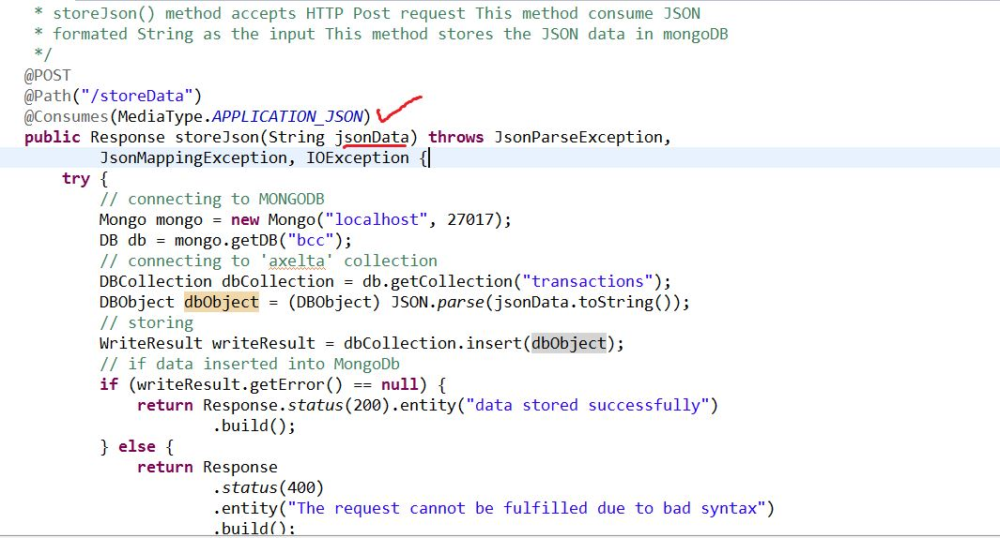 * storeJson() method accepts HTTP Post request This method consume JSON
* formated String as the input This method stores the JSON data in mongoDB
*/
@POST
@Path("/storeData")
@Consumes(MediaType.APPLICATION_JSON)
public Response storeJson(String jsonData) throws JsonParseException,
JsonMappingException, IOException {
try {
// connecting to MONGODB
Mongo mongo = new Mongo("localhost", 27017);
DB db = mongo.getDB("bcc");
// connecting to 'axelta' collection
DBCollection dbCollection = db.getCollection("transactions");
DBObject dbObject = (DBObject) JSON.parse(jsonData.toString());
// storing
WriteResult writeResult = dbCollection.insert(dbObject);
// if data inserted into MongoDb
if (writeResult.getError() == null) {
return Response.status(200).entity("data stored successfully")
.build();
} else {
return Response
.status(400)
.entity("The request cannot be fulfilled due to bad syntax")
.build();